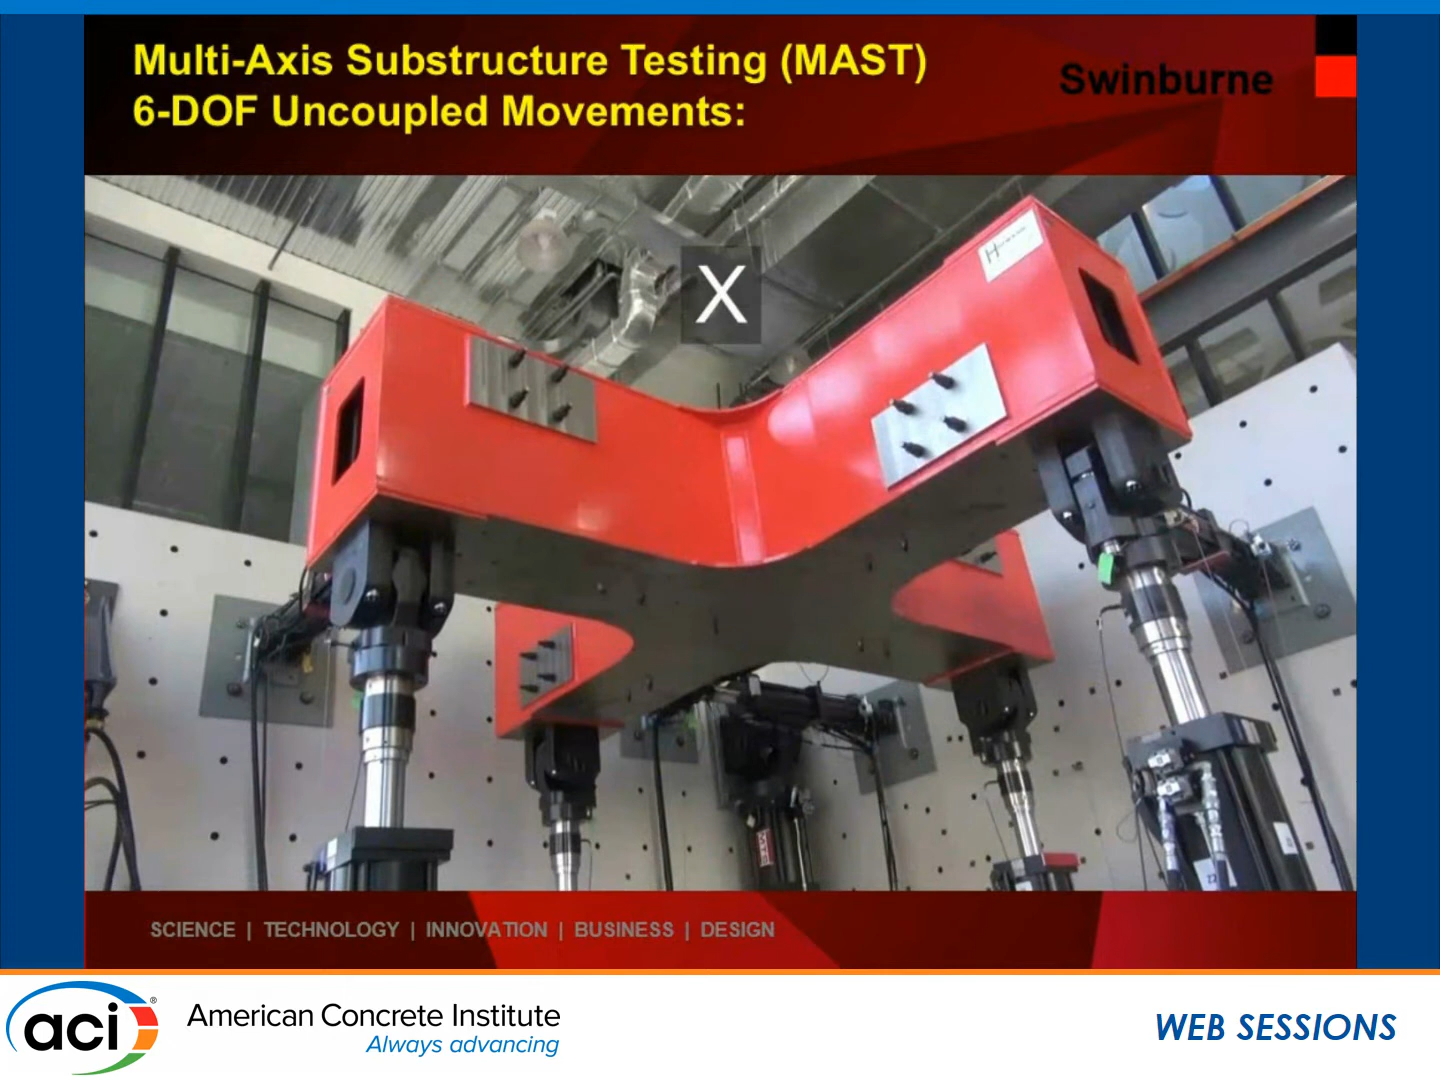 Multi-Axis Substructure Testing (MAST)
6-DOF Uncoupled Movements:
Swinburne
X
MTS
SCIENCE | TECHNOLOGY | INNOVATION | BUSINESS | DESIGN
aci®
American Concrete Institute
Always advancing
WEB SESSIONS